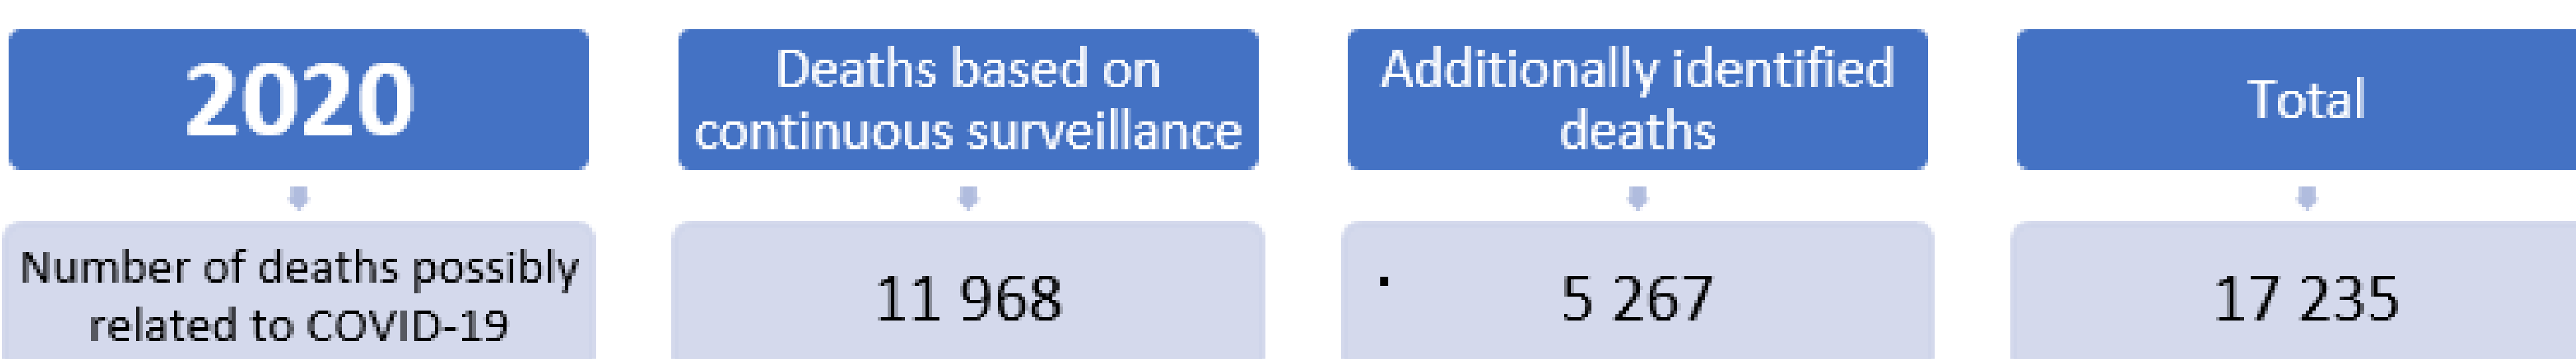 2020
Deaths based on
continuous surveillance
Additionally identified
deaths
Total
Number of deaths possibly
related to COVID-19
11 968
5 267
17 235